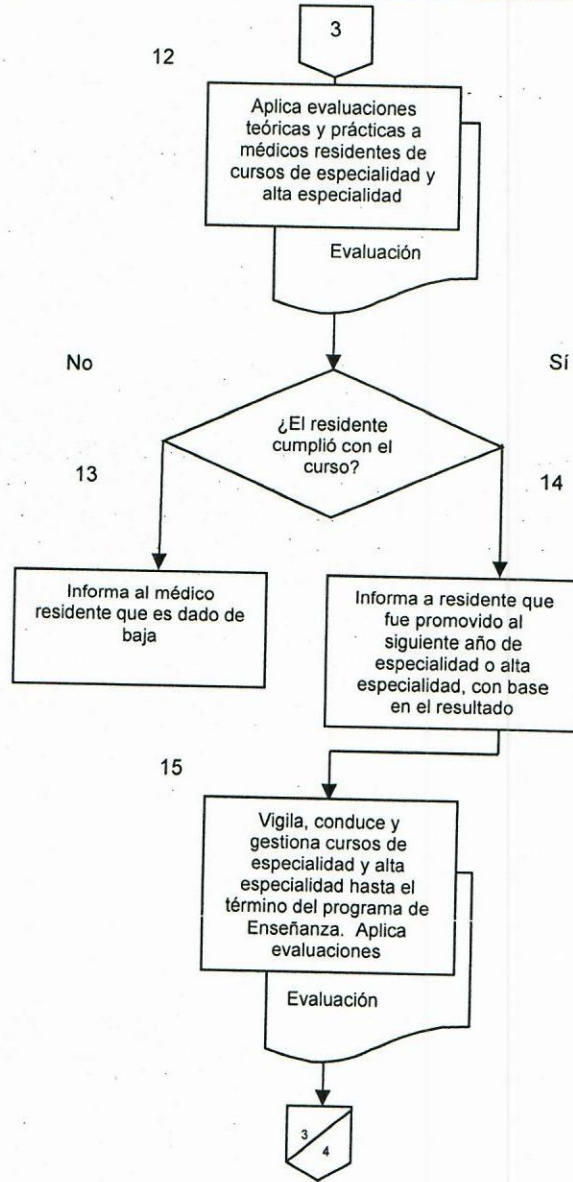 3
12
Aplica evaluaciones
teóricas y prácticas a
médicos residentes de
cursos de especialidad y
alta especialidad
Evaluación
No
Sí
¿El residente
cumplió con el
curso?
13
14
Informa al médico
residente que es dado de
baja
Informa a residente que
fue promovido al
siguiente año de
especialidad o alta
especialidad, con base
en el resultado
15
Vigila, conduce y
gestiona cursos de
especialidad y alta
especialidad hasta el
término del programa de
Enseñanza. Aplica
evaluaciones
Evaluación
3
4